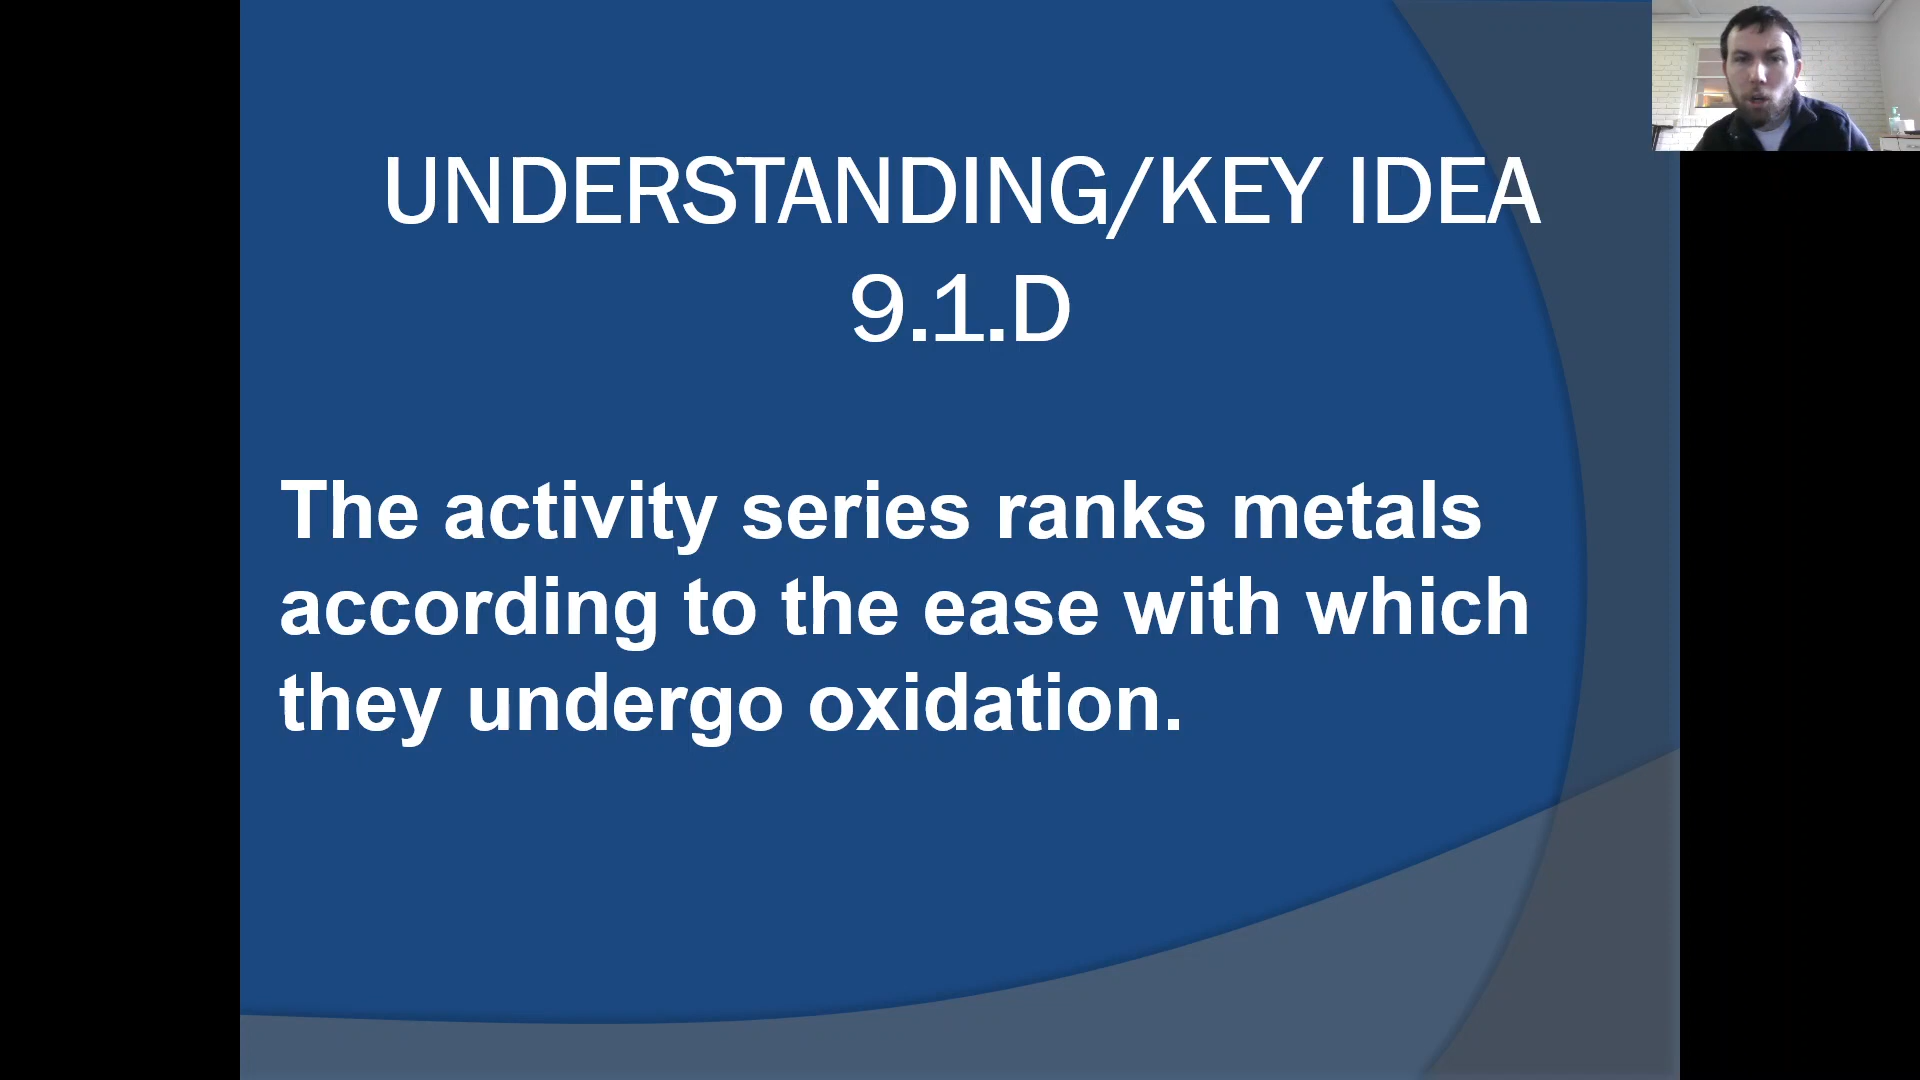 UNDERSTANDING/KEY IDEA
9.1.D
The activity series ranks metals
according to the ease with which
they undergo oxidation.